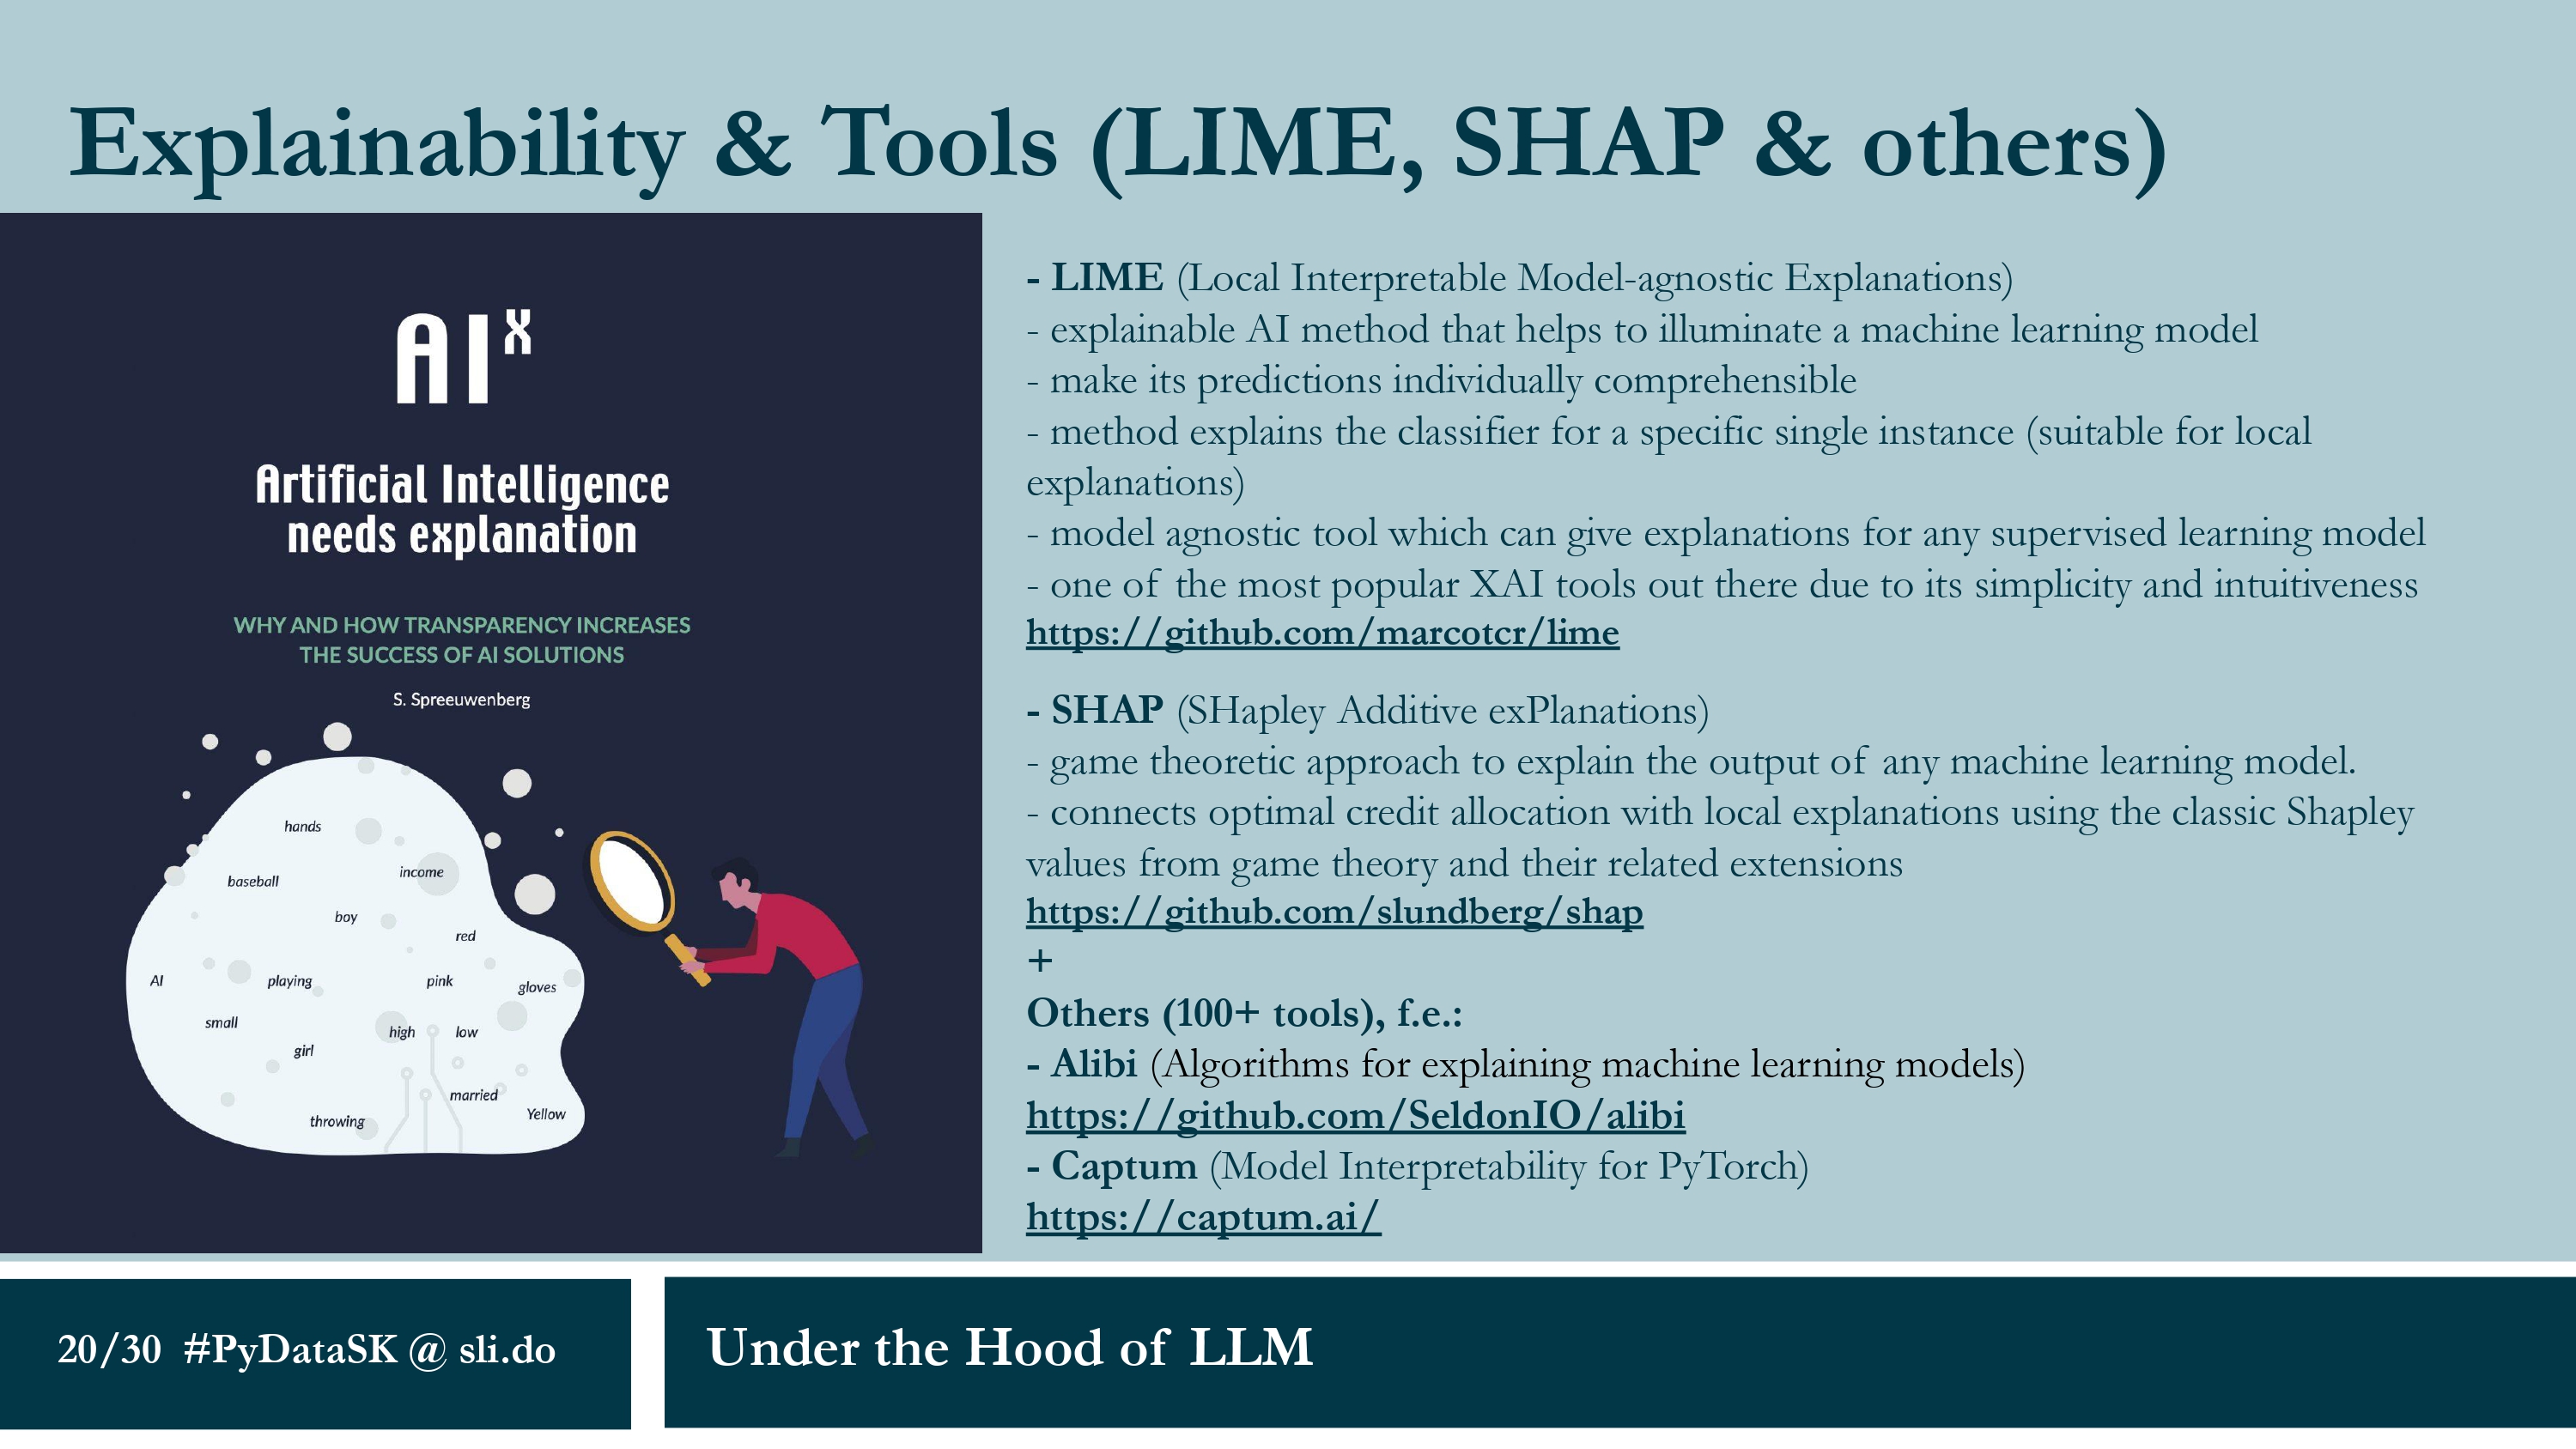 Explainability & Tools (LIME, SHAP & others)
AIX
Artificial Intelligence
needs explanation
WHY AND HOW TRANSPARENCY INCREASES
THE SUCCESS OF AI SOLUTIONS
S. Spreeuwenberg
hands
baseball
income
boy
red
AI
playing
pink
gloves
small
high
low
girl
married
throwing
Yellow
- LIME (Local Interpretable Model-agnostic Explanations)
- explainable AI method that helps to illuminate a machine learning model
- make its predictions individually comprehensible
- method explains the classifier for a specific single instance (suitable for local
explanations)
- model agnostic tool which can give explanations for any supervised learning model
- one of the most popular XAI tools out there due to its simplicity and intuitiveness
https://github.com/marcotcr/lime
- SHAP (SHapley Additive exPlanations)
- game theoretic approach to explain the output of any machine learning model.
- connects optimal credit allocation with local explanations using the classic Shapley
values from game theory and their related extensions
https://github.com/slundberg/shap
+
Others (100+ tools), f.e.:
- Alibi (Algorithms for explaining machine learning models)
https://github.com/SeldonIO/alibi
- Captum (Model Interpretability for PyTorch)
https://captum.ai/
20/30 #PyDataSK @ sli.do
Under the Hood of LLM